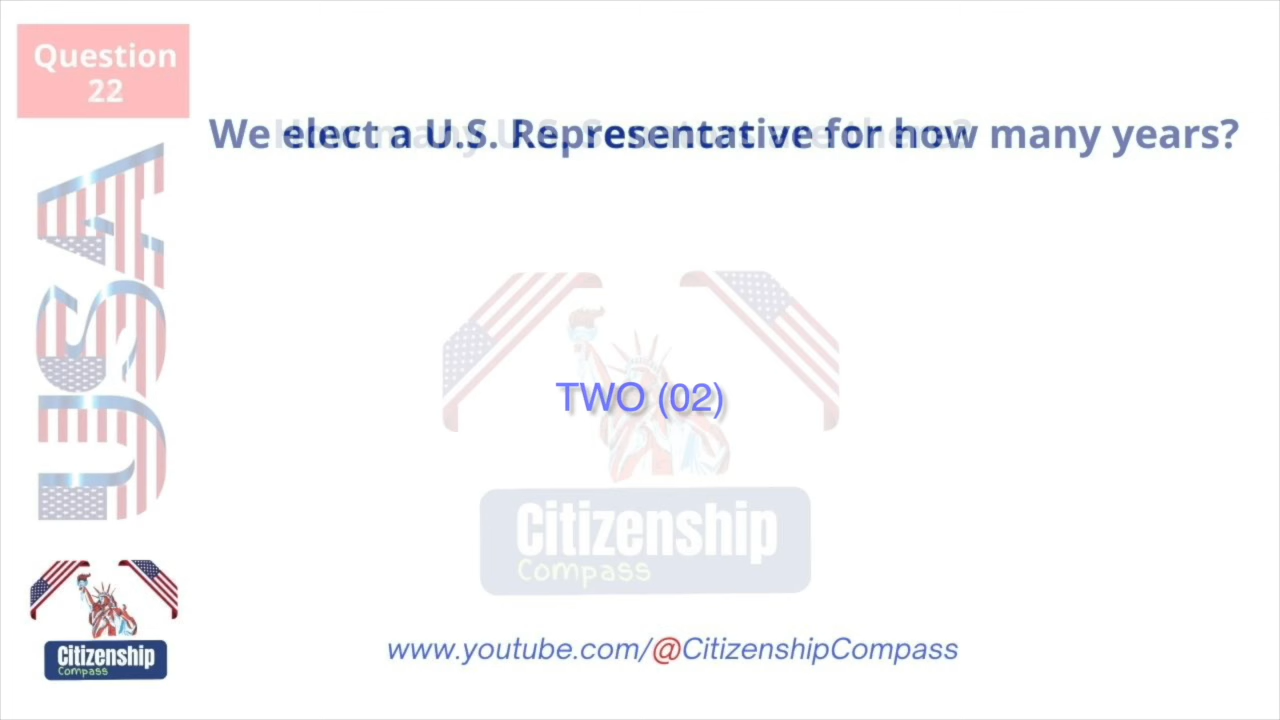 Question
22
We elect a U.S. Representative for how many years?
USA
TWO (02)
Citizenship
Compass
www.youtube.com/@CitizenshipCompass
Citizenship
Compass